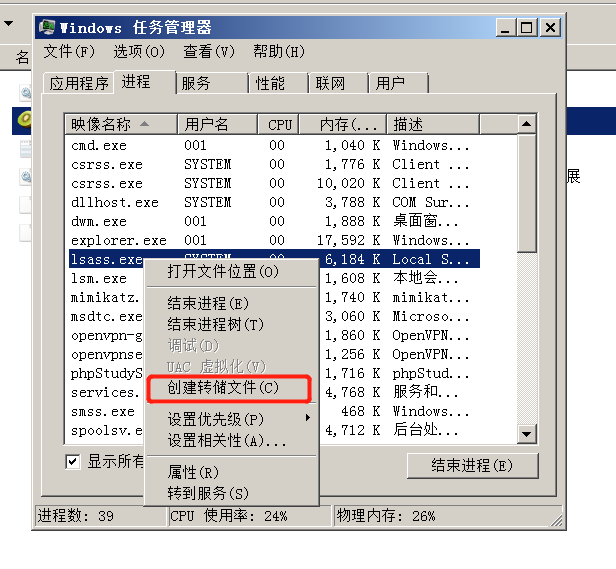 Windows 任务管理器
文件(F) 选项(O) 查看(V) 帮助(H)
名
应用程序 进程 服务 性能 联网 用户
映像名称 用户名 CPU 内存(... 描述
cmd.exe 001 00 1,040 K Windows...
csrss.exe SYSTEM 00 1,776 K Client ...
csrss.exe SYSTEM 00 10,020 K Client ...
展
dllhost.exe SYSTEM 00 3,788 K COM Sur...
dwm.exe 001 00 1,888 K 桌面窗...
explorer.exe 001 00 17,592 K Windows...
lsass.exe SYSTEM 00 6,184 K Local S...
lsm.exe 1,608 K 本地会...
mimikatz. 1,740 K mimikat...
msdtc.exe 3,060 K Microso...
openvpn-g 1,860 K OpenVPN...
openvpnse 1,256 K OpenVPN...
phpStudyS 1,716 K phpStud...
services. 4,768 K 服务和...
smss.exe 468 K Windows...
spoolsv.e 4,712 K 后台处...
打开文件位置(O)
结束进程(E)
结束进程树(T)
调试(D)
UAC 虚拟化(V)
创建转储文件(C)
设置优先级(P)
设置相关性(A)...
属性(R)
转到服务(S)
显示所有
结束进程(E)
进程数: 39 CPU 使用率: 24% 物理内存: 26%